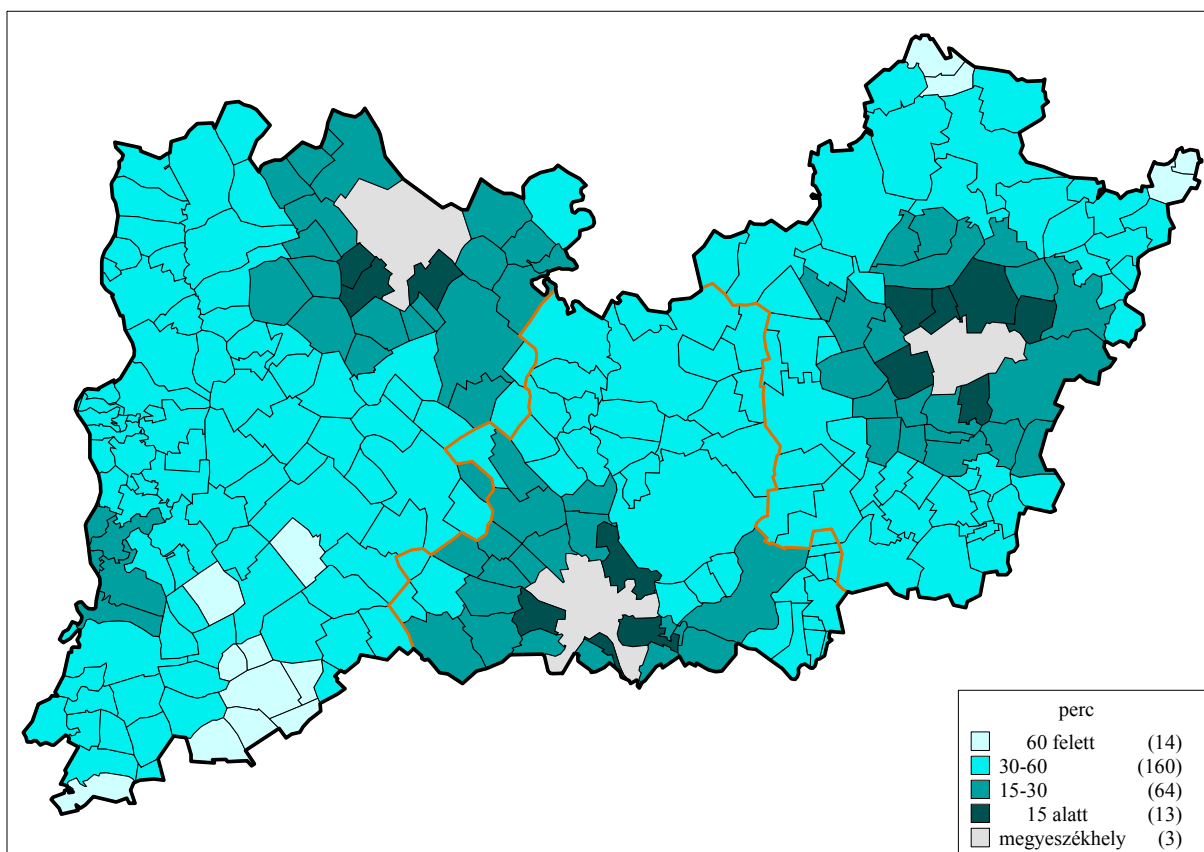 perc
60 felett (14)
30-60 (160)
15-30 (64)
15 alatt (13)
megyeszékhely (3)